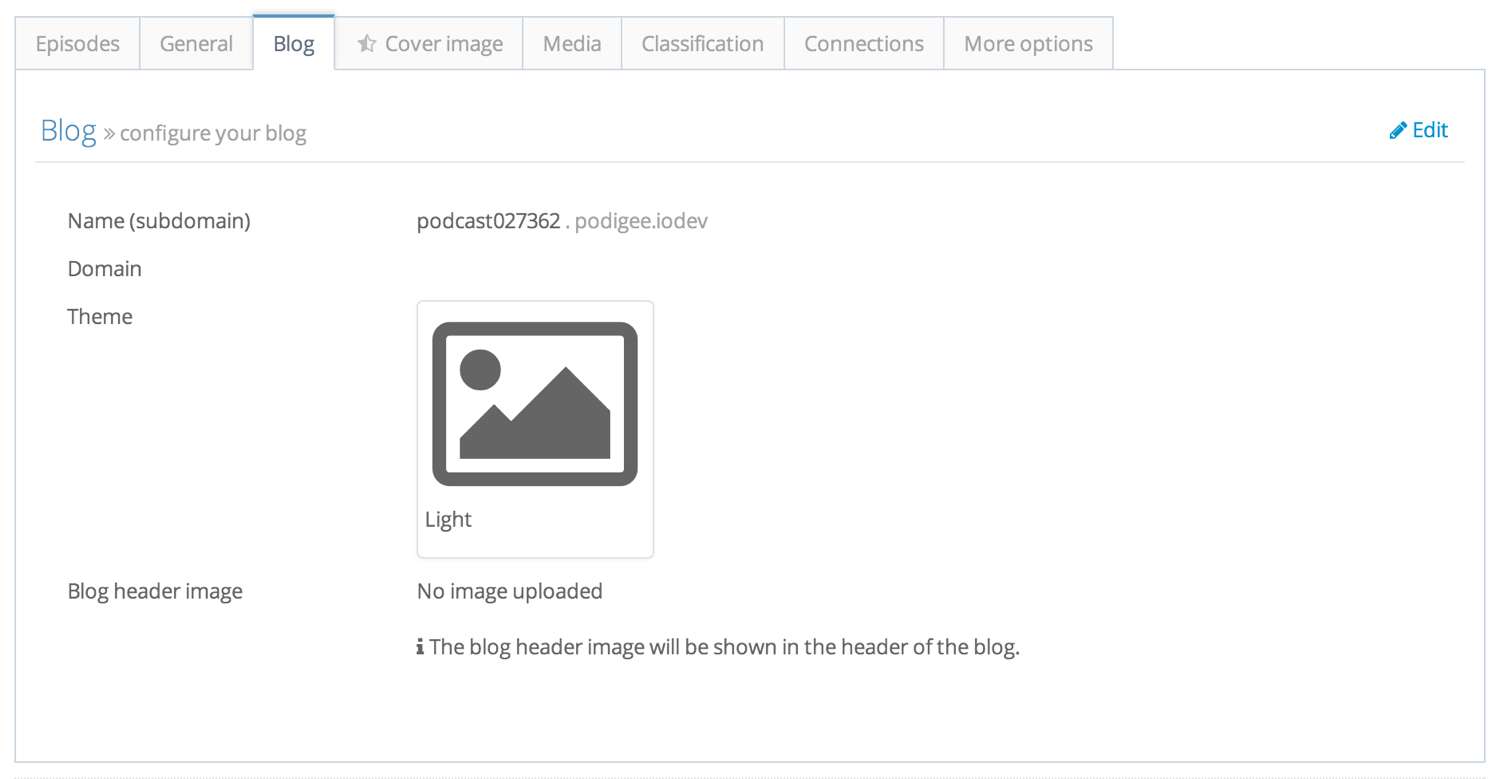 Episodes General Blog Cover image Media Classification Connections More options
Blog » configure your blog Edit
Name (subdomain) podcast027362 . podigee.iodev
Domain
Theme
Light
Blog header image No image uploaded
The blog header image will be shown in the header of the blog.